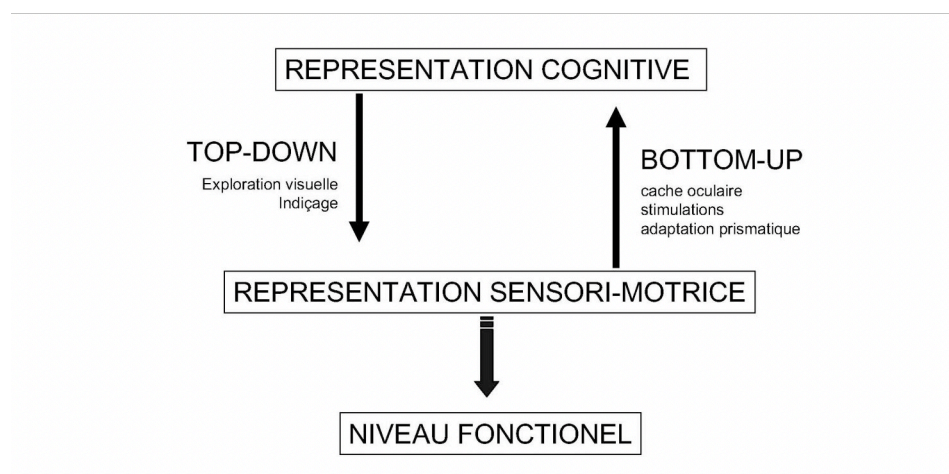 REPRESENTATION COGNITIVE
TOP-DOWN
Exploration visuelle
Indiçage
BOTTOM-UP
cache oculaire
stimulations
adaptation prismatique
REPRESENTATION SENSORI-MOTRICE
NIVEAU FONCTIONEL